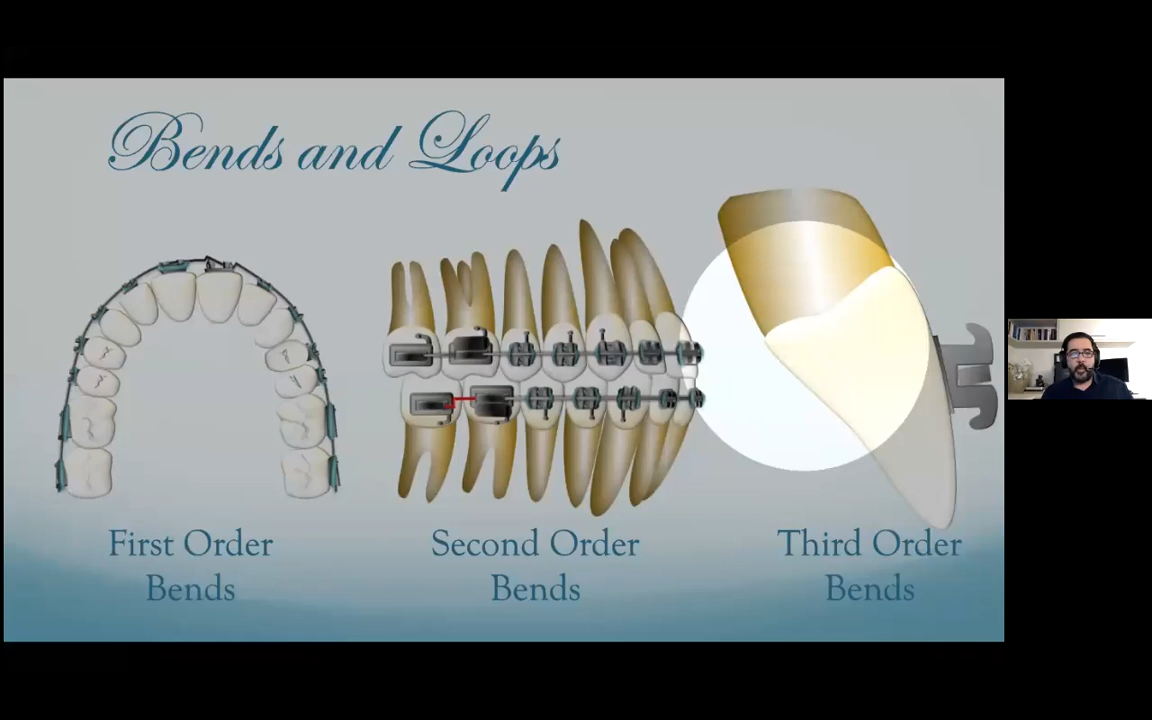 Bends and Loops
First Order
Bends
Second Order
Bends
Third Order
Bends